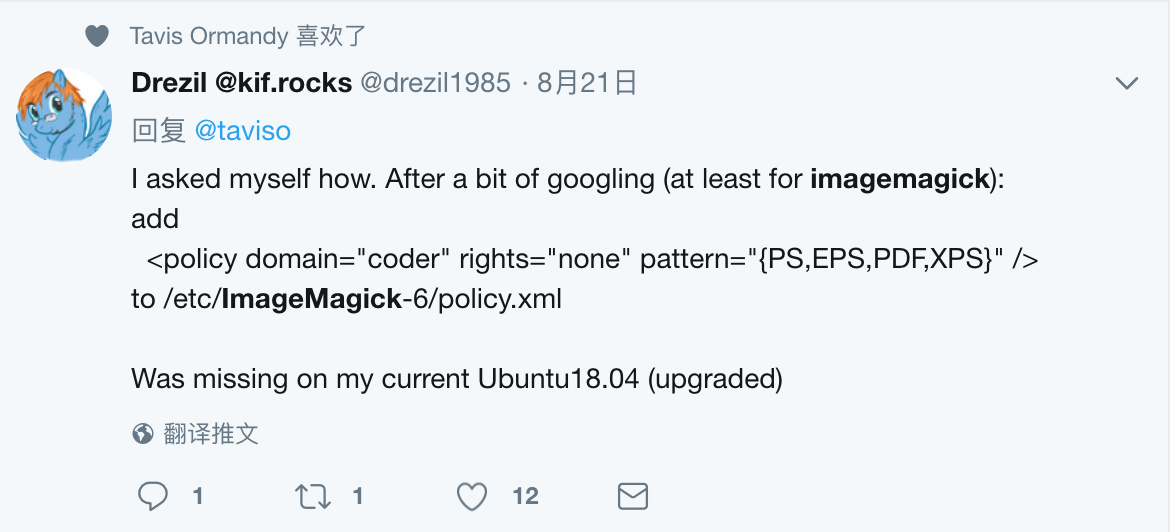 Tavis Ormandy 喜欢了
Drezil @kif.rocks @drezil1985 · 8月21日
回复 @taviso
I asked myself how. After a bit of googling (at least for imagemagick):
add
<policy domain="coder" rights="none" pattern="{PS,EPS,PDF,XPS}" />
to /etc/ImageMagick-6/policy.xml
Was missing on my current Ubuntu18.04 (upgraded)
翻译推文
1 1 12